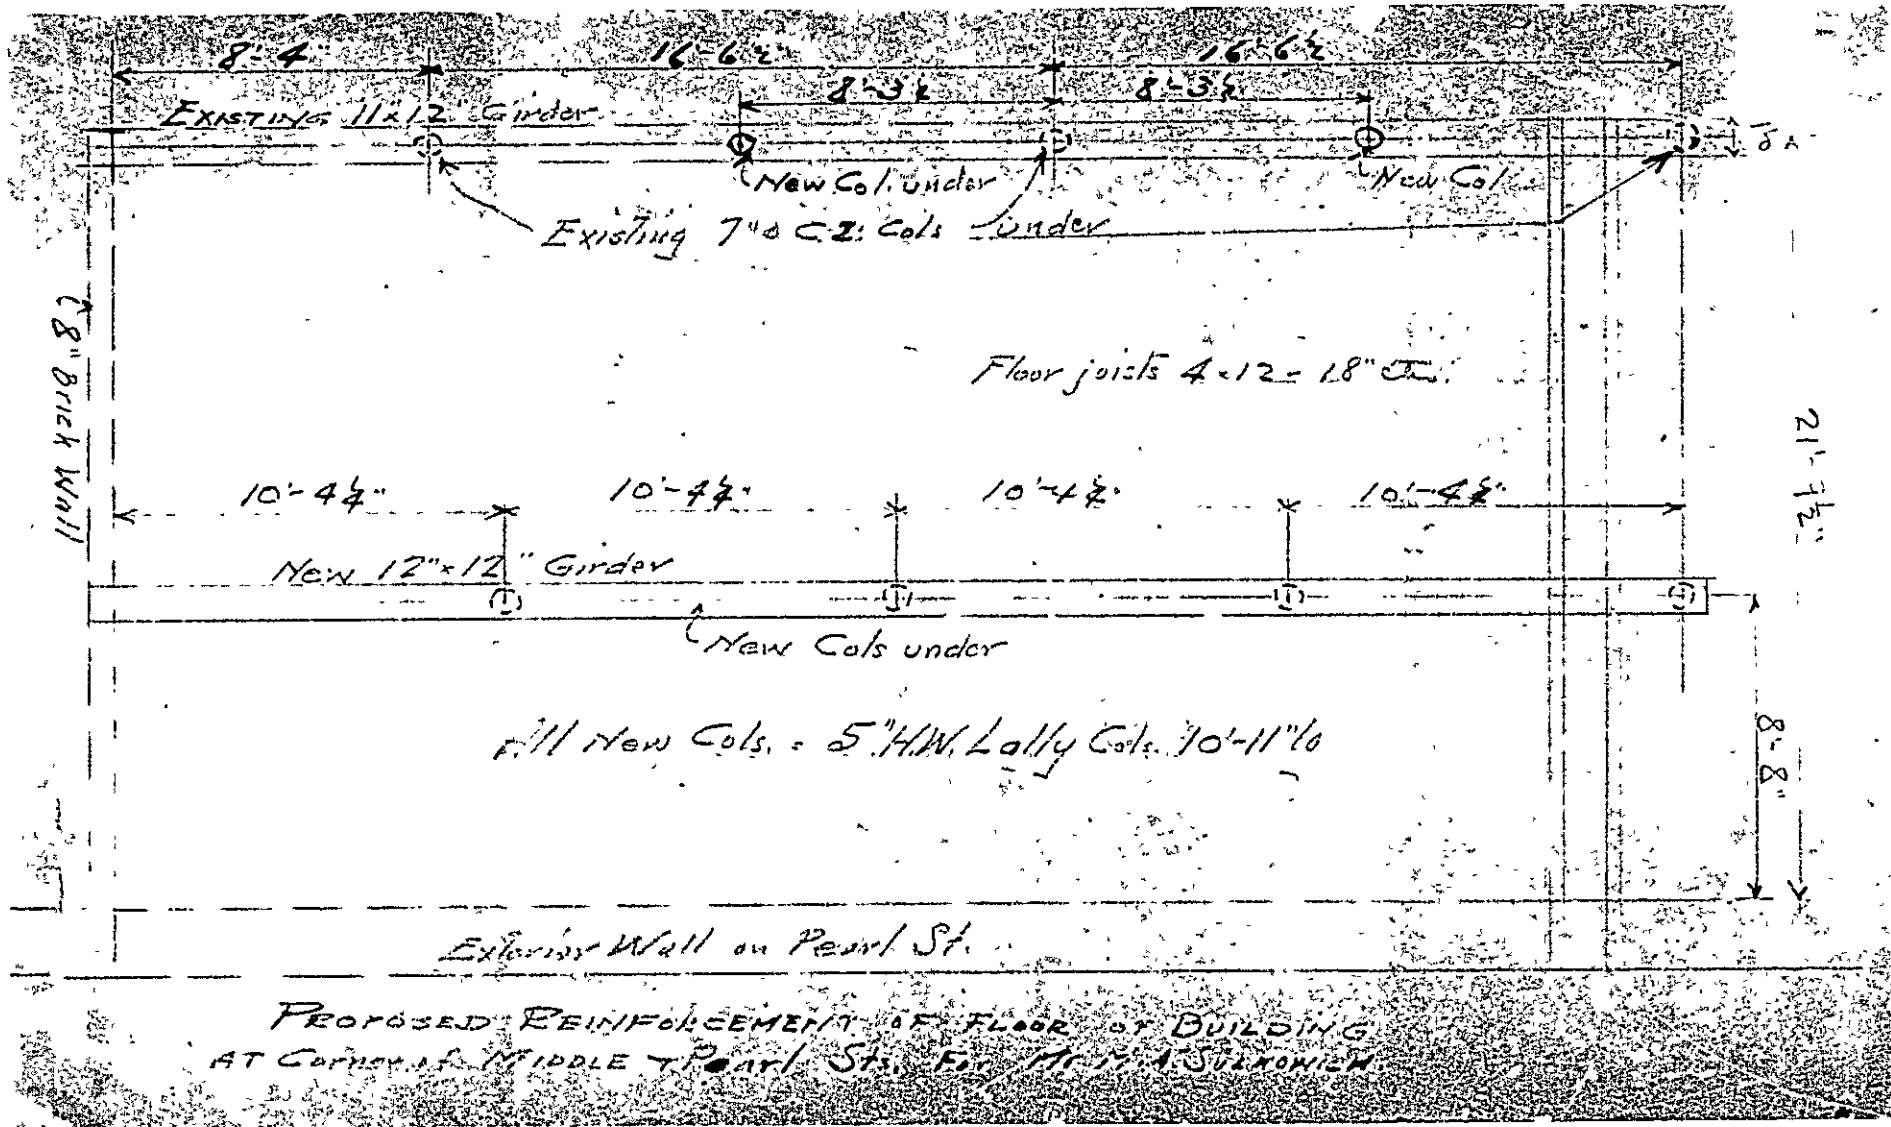 8'-4"
16'-6½
16'-6½
8'-3¼
8'-3¼
Existing 11x12 Girder
New Col. under
New Col.
Existing 7"ø C.I. Cols under
8" Brick Wall
Floor joists 4x12 - 18"
21'-7½"
10'-4¼"
10'-4¼"
10'-4¼"
10'-4¼"
New 12"x12" Girder
New Cols under
All New Cols. = 5" H.W. Lally Cols. 10'-11" lo
8'-8"
Exterior Wall on Pearl St.
PROPOSED REINFORCEMENT OF FLOOR OF BUILDING
AT Corner of MIDDLE + Pearl Sts. For Mr. M. A. SULKOWICH